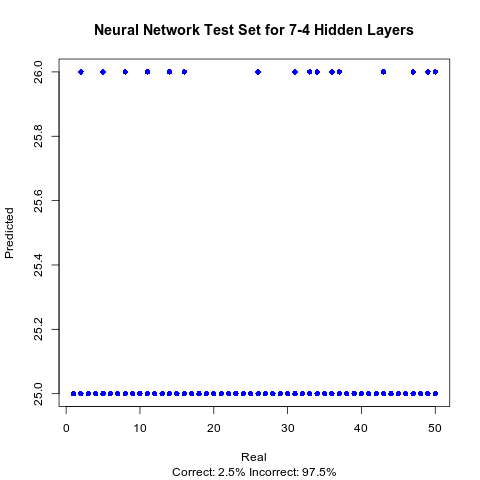 Neural Network Test Set for 7-4 Hidden Layers
Predicted
26.0
25.8
25.6
25.4
25.2
25.0
0 10 20 30 40 50
Real
Correct: 2.5% Incorrect: 97.5%